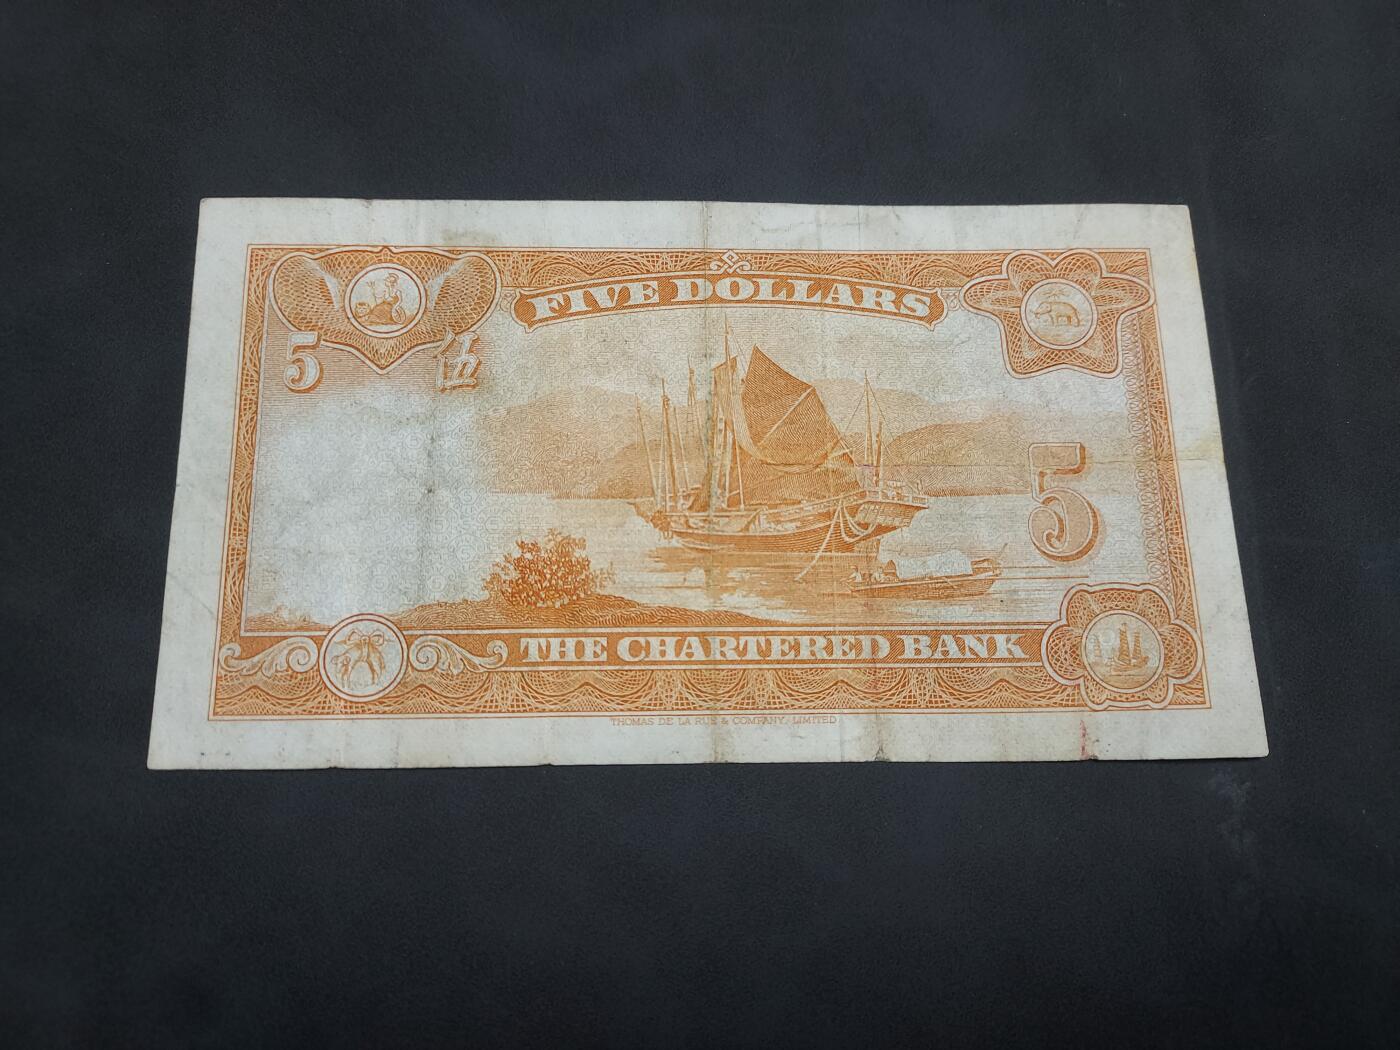 FIVE DOLLARS
5
伍
5
THE CHARTERED BANK
THOMAS DE LA RUE & COMPANY, LIMITED